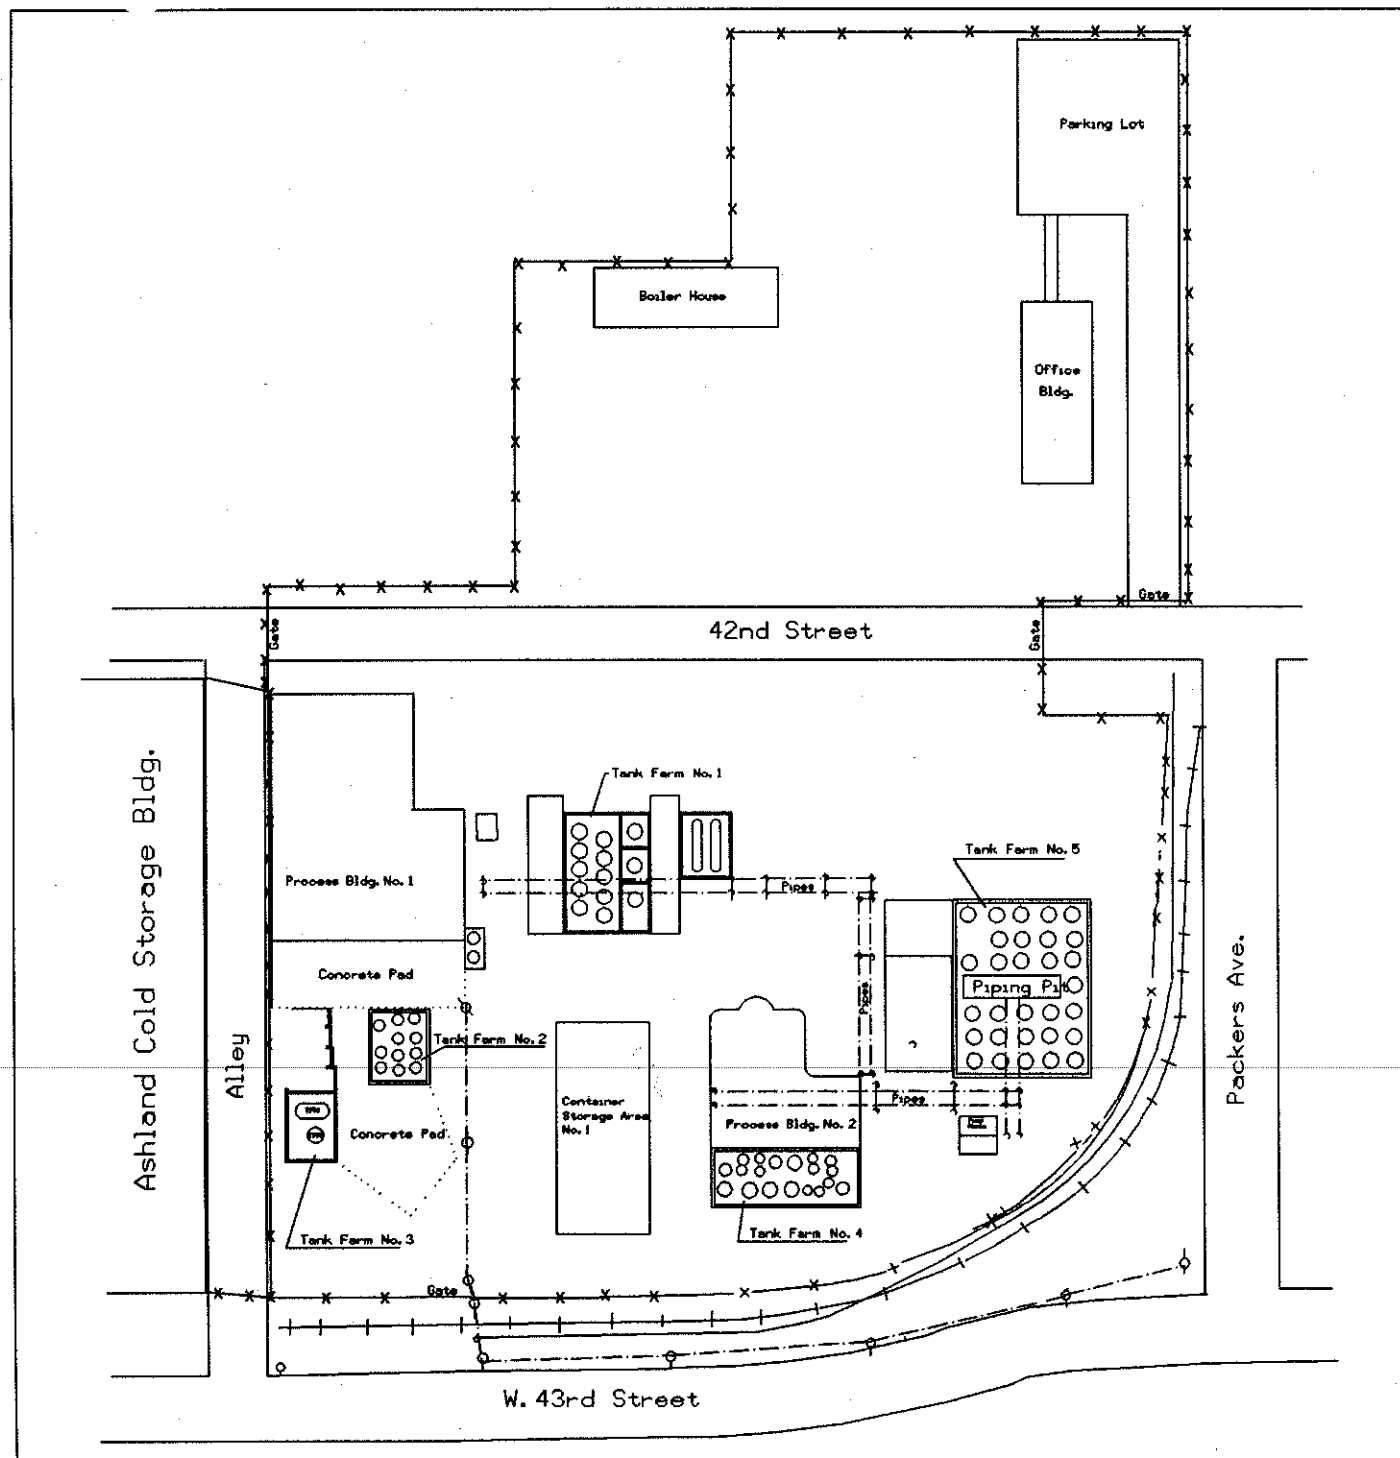 Parking Lot
Boiler House
Office
Bldg.
Gate
42nd Street
Gate
Gate
Ashland Cold Storage Bldg.
Tank Farm No. 1
Tank Farm No. 5
Process Bldg. No. 1
Pipes
Concrete Pad
Piping Pit
Pipes
Packers Ave.
Tank Farm No. 2
Alley
Container
Storage Area
No. 1
Pipes
Process Bldg. No. 2
Concrete Pad
Tank Farm No. 3
Tank Farm No. 4
Gate
W. 43rd Street